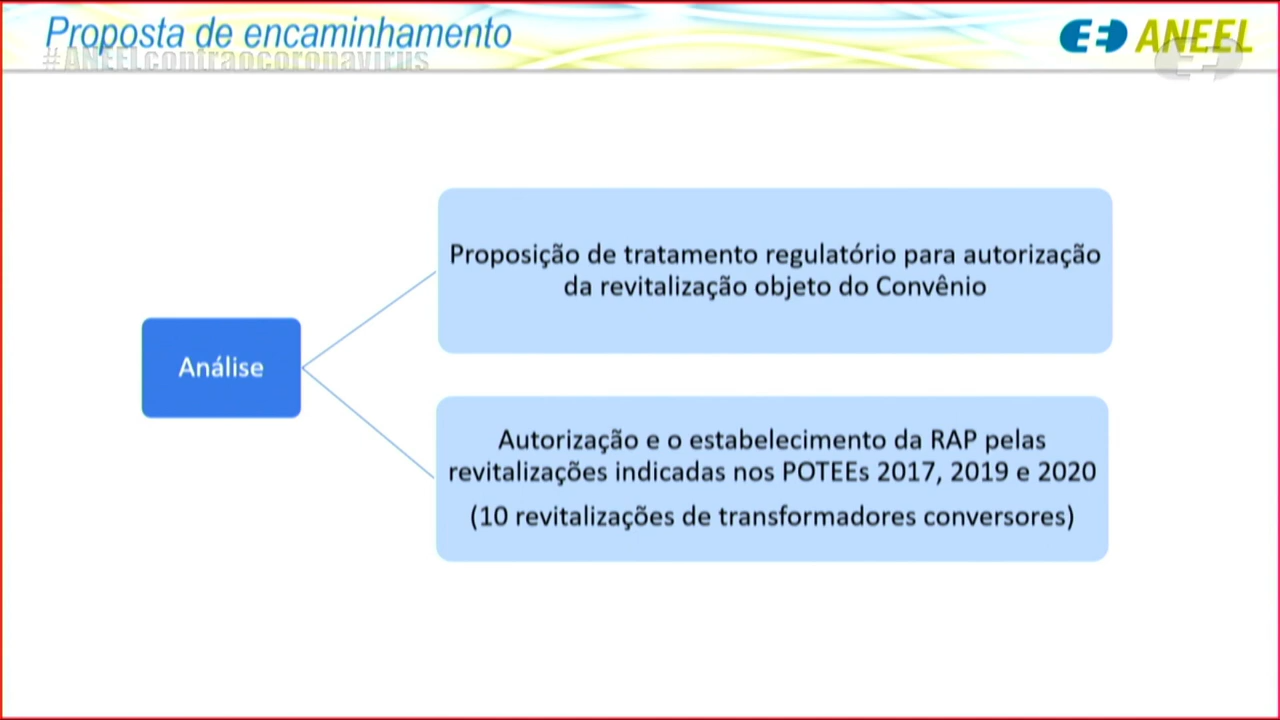 Proposta de encaminhamento
#ANEELcontraocoronavirus
ANEEL
Proposição de tratamento regulatório para autorização
da revitalização objeto do Convênio
Análise
Autorização e o estabelecimento da RAP pelas
revitalizações indicadas nos POTEEs 2017, 2019 e 2020
(10 revitalizações de transformadores conversores)